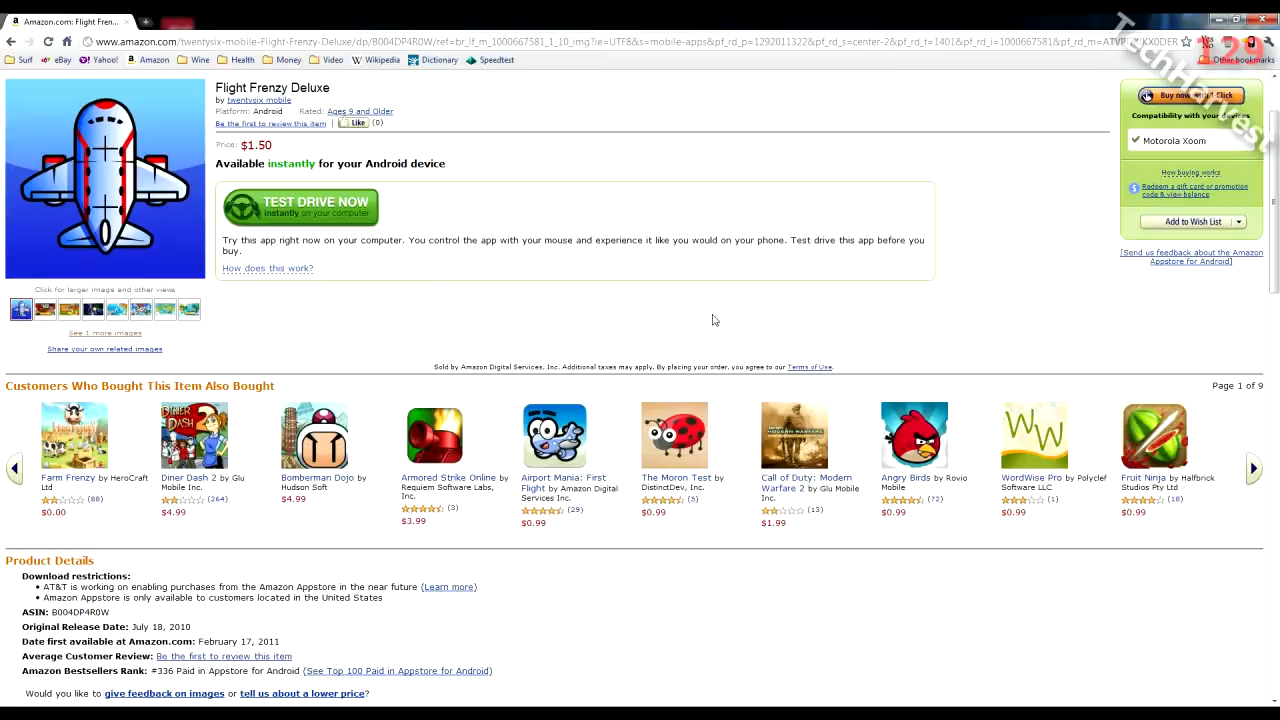 Amazon.com: Flight Fren...
www.amazon.com/twentysix-mobile-Flight-Frenzy-Deluxe/dp/B004DP4R0W/ref=br_lf_m_1000667581_1_10_img?ie=UTF8&s=mobile-apps&pf_rd_p=1292011322&pf_rd_s=center-2&pf_rd_t=1401&pf_rd_i=1000667581&pf_rd_m=ATVP
Surf eBay Yahoo! Amazon Wine Health Money Video Wikipedia Dictionary Speedtest Other bookmarks
TechHarvest
129
Flight Frenzy Deluxe
by twentysix mobile
Platform: Android Rated: Ages 9 and Older
Be the first to review this item | Like (0)
Price: $1.50
Available instantly for your Android device
TEST DRIVE NOW
instantly on your computer
Try this app right now on your computer. You control the app with your mouse and experience it like you would on your phone. Test drive this app before you
buy.
How does this work?
Click for larger image and other views
See 1 more images
Share your own related images
Buy now with 1 Click
Compatibility with your devices
Motorola Xoom
How buying works
Redeem a gift card or promotion
code & view balance
Add to Wish List
[Send us feedback about the Amazon
Appstore for Android]
Sold by Amazon Digital Services, Inc. Additional taxes may apply. By placing your order, you agree to our Terms of Use.
Customers Who Bought This Item Also Bought
Page 1 of 9
Farm Frenzy by HeroCraft
Ltd
(88)
$0.00
Diner Dash 2 by Glu
Mobile Inc.
(264)
$4.99
Bomberman Dojo by
Hudson Soft
$4.99
Armored Strike Online by
Requiem Software Labs,
Inc.
(3)
$3.99
Airport Mania: First
Flight by Amazon Digital
Services Inc.
(29)
$0.99
The Moron Test by
DistinctDev, Inc.
(5)
$0.99
Call of Duty: Modern
Warfare 2 by Glu Mobile
Inc.
(13)
$1.99
Angry Birds by Rovio
Mobile
(72)
$0.99
WordWise Pro by Polyclef
Software LLC
(1)
$0.99
Fruit Ninja by Halfbrick
Studios Pty Ltd
(18)
$0.99
Product Details
Download restrictions:
• AT&T is working on enabling purchases from the Amazon Appstore in the near future (Learn more)
• Amazon Appstore is only available to customers located in the United States
ASIN: B004DP4R0W
Original Release Date: July 18, 2010
Date first available at Amazon.com: February 17, 2011
Average Customer Review: Be the first to review this item
Amazon Bestsellers Rank: #336 Paid in Appstore for Android (See Top 100 Paid in Appstore for Android)
Would you like to give feedback on images or tell us about a lower price?